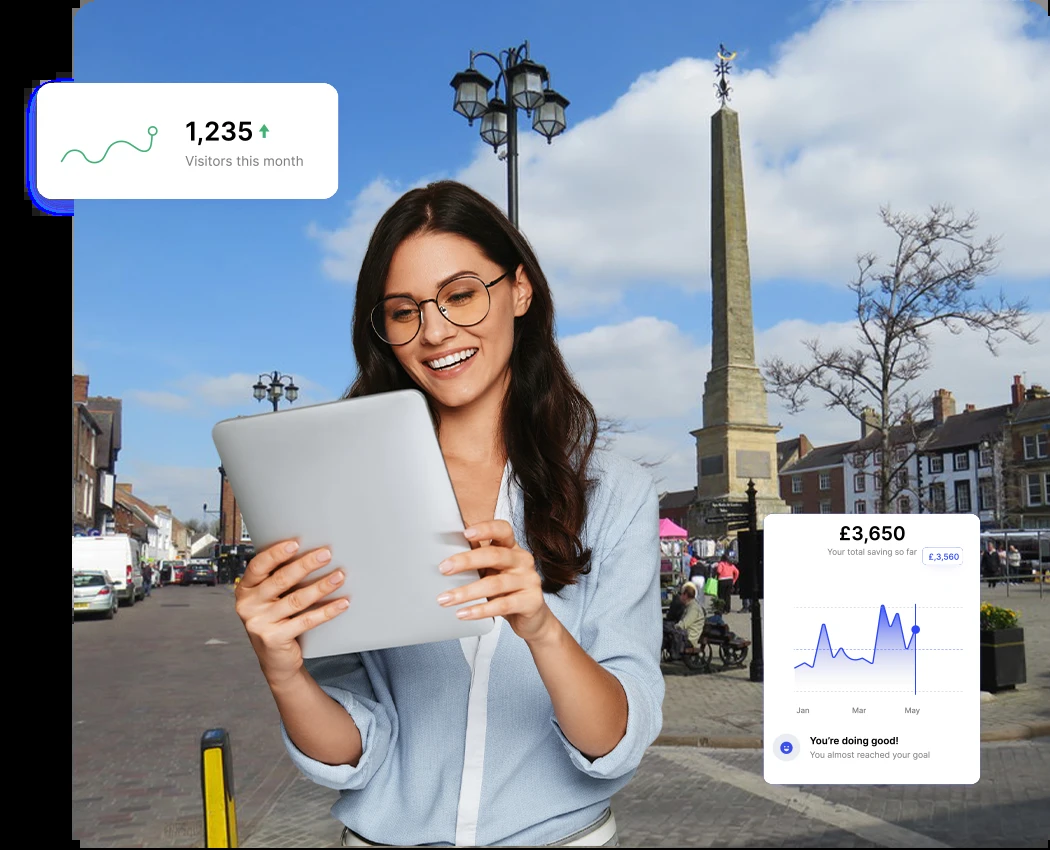 1,235
Visitors this month
£3,650
Your total saving so far
£3,560
Jan Mar May
You're doing good!
You almost reached your goal